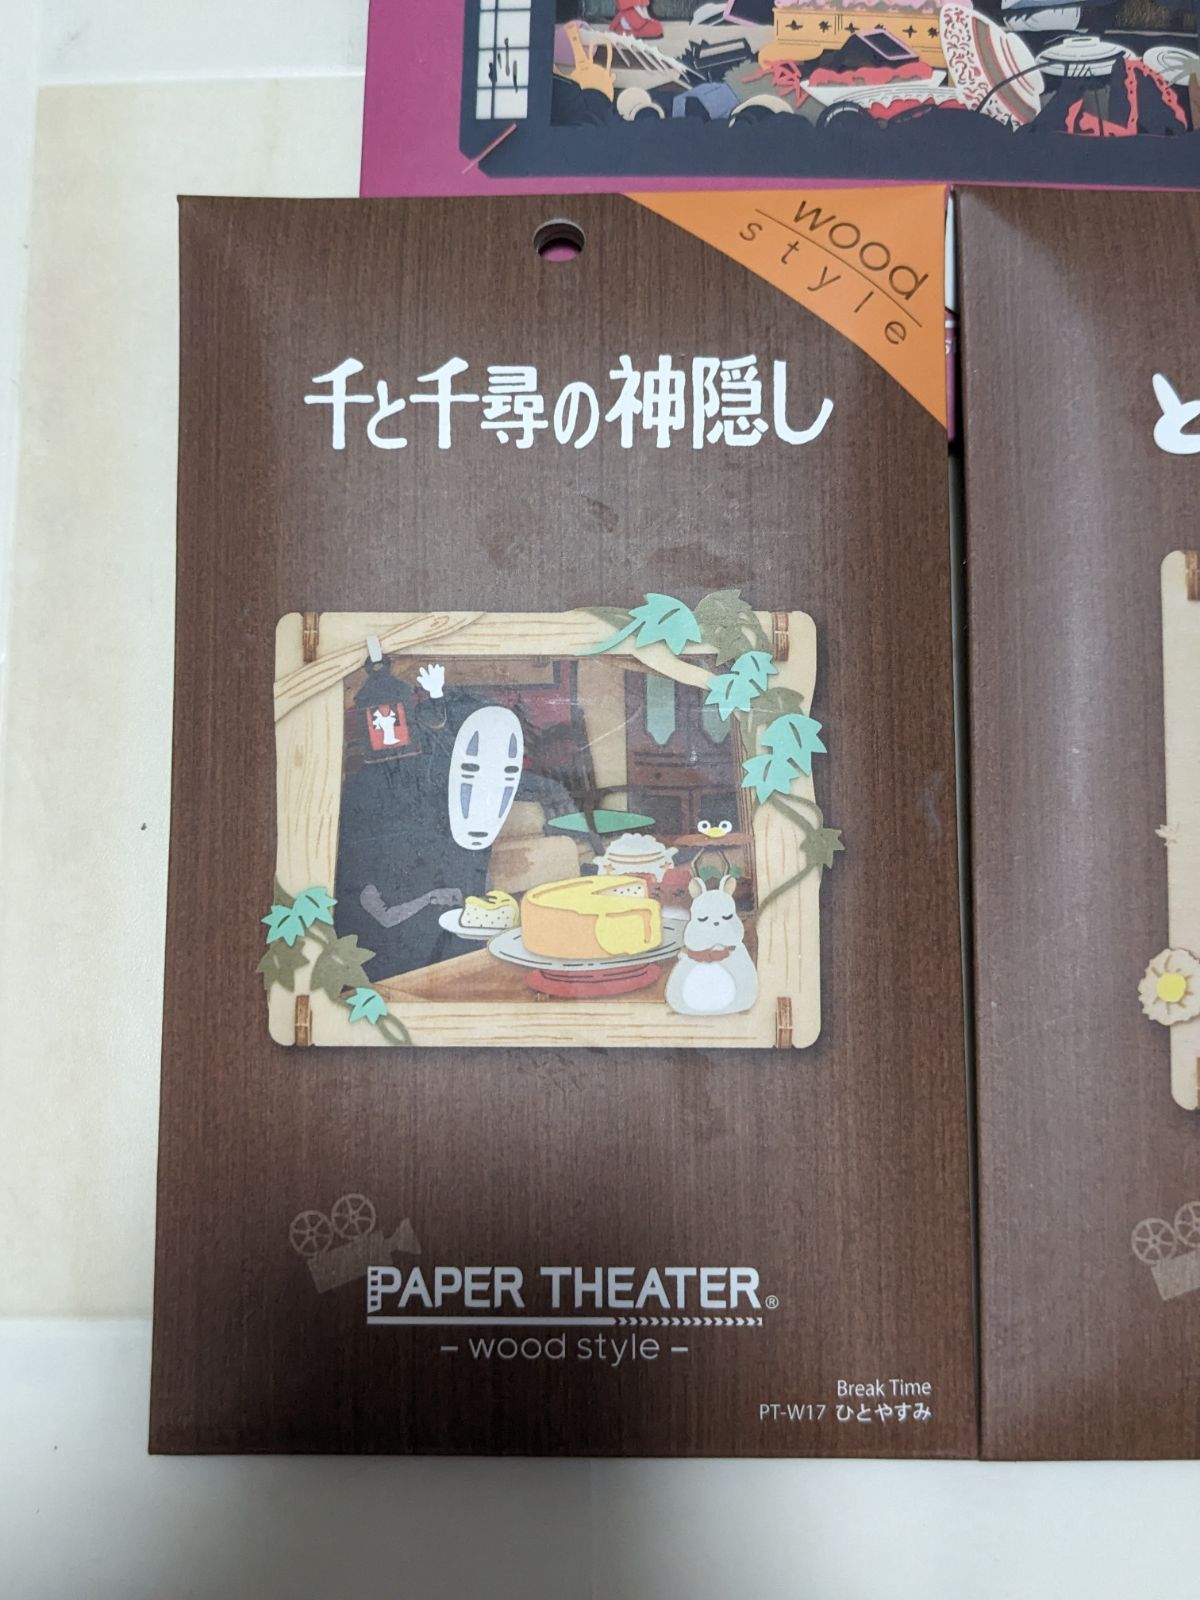 wood
style
千と千尋の神隠し
と
PAPER THEATER®
– wood style –
Break Time
PT-W17 ひとやすみ